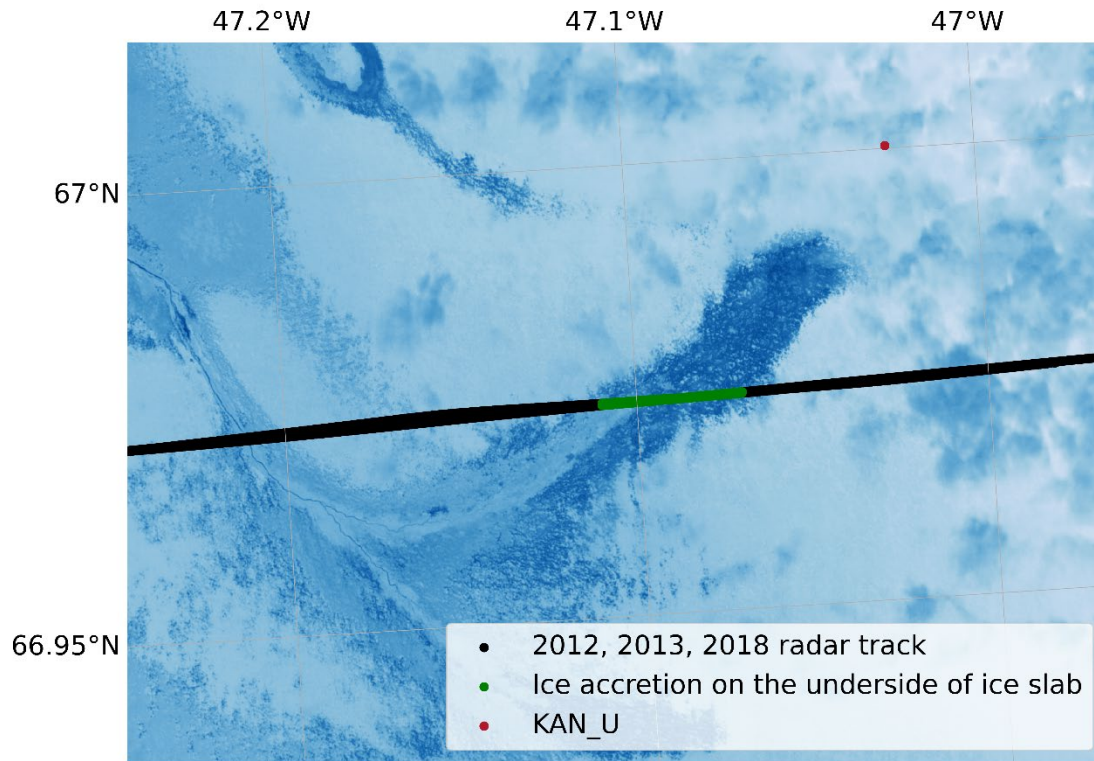 47.2°W 47.1°W 47°W
67°N
66.95°N
2012, 2013, 2018 radar track
Ice accretion on the underside of ice slab
KAN_U